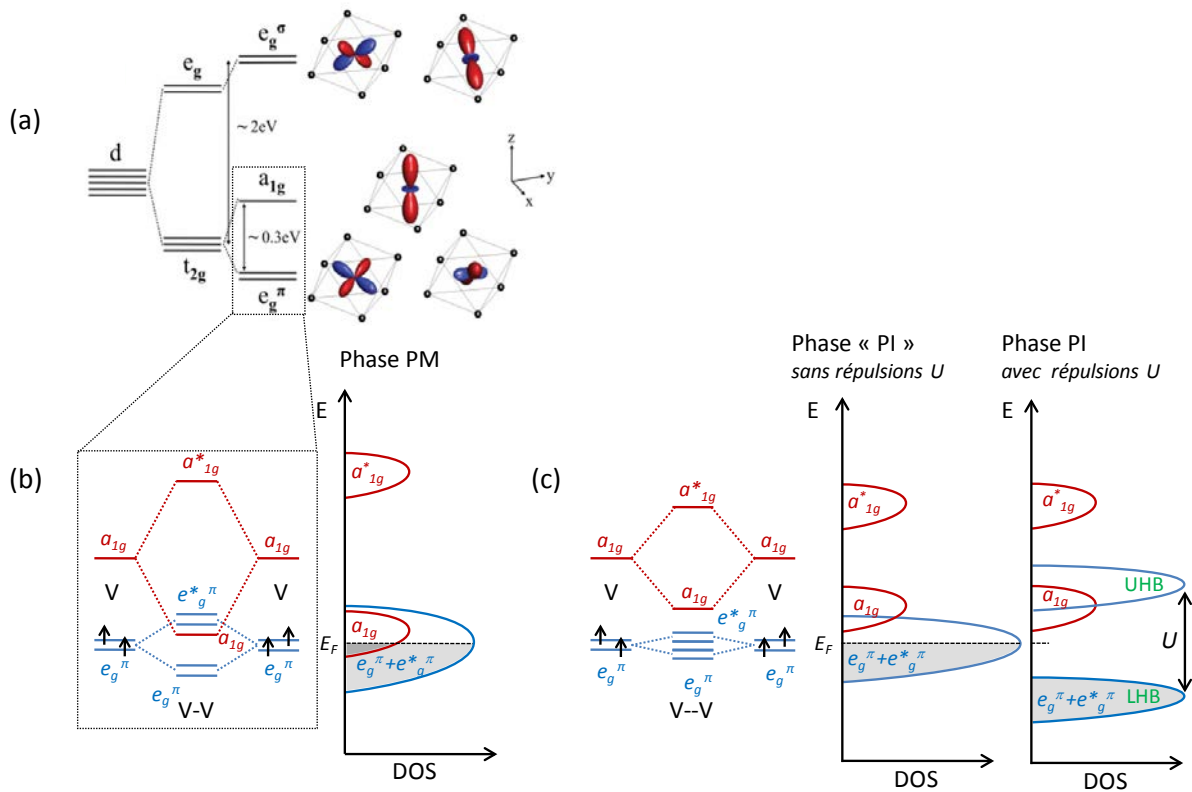 (a)
d
e_g
t_2g
e_g^σ
~ 2eV
a_1g
~ 0.3eV
e_g^π
z
y
x
(b)
a*_1g
a_1g
a_1g
V
V
e*_g^π
a_1g
e_g^π
e_g^π
e_g^π
V-V
Phase PM
E
a*_1g
a_1g
E_F
e_g^π+e*_g^π
DOS
(c)
a*_1g
a_1g
a_1g
V
V
a_1g
e*_g^π
e_g^π
e_g^π
e_g^π
V--V
Phase « PI »
sans répulsions U
E
a*_1g
a_1g
E_F
e_g^π+e*_g^π
DOS
Phase PI
avec répulsions U
E
a*_1g
UHB
a_1g
U
e_g^π+e*_g^π
LHB
DOS